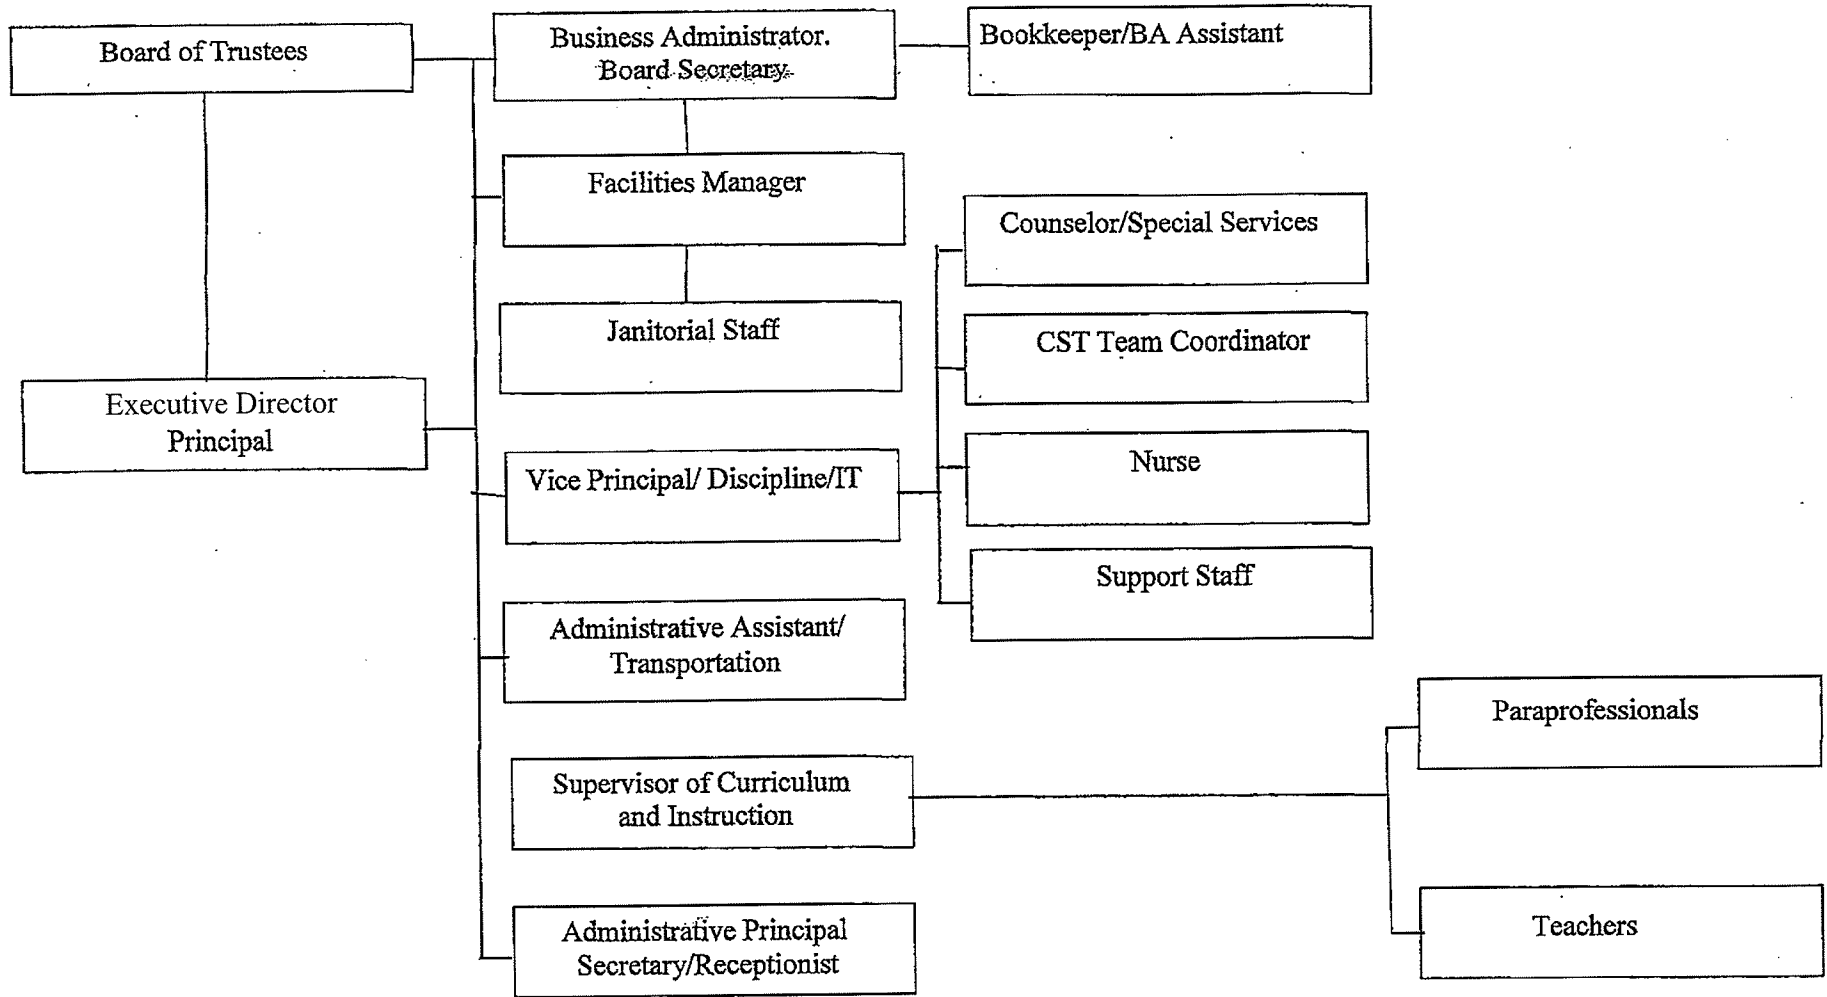 Board of Trustees
Business Administrator.
Board Secretary
Bookkeeper/BA Assistant
Facilities Manager
Janitorial Staff
Counselor/Special Services
CST Team Coordinator
Executive Director
Principal
Vice Principal/ Discipline/IT
Nurse
Support Staff
Administrative Assistant/
Transportation
Supervisor of Curriculum
and Instruction
Paraprofessionals
Teachers
Administrative Principal
Secretary/Receptionist